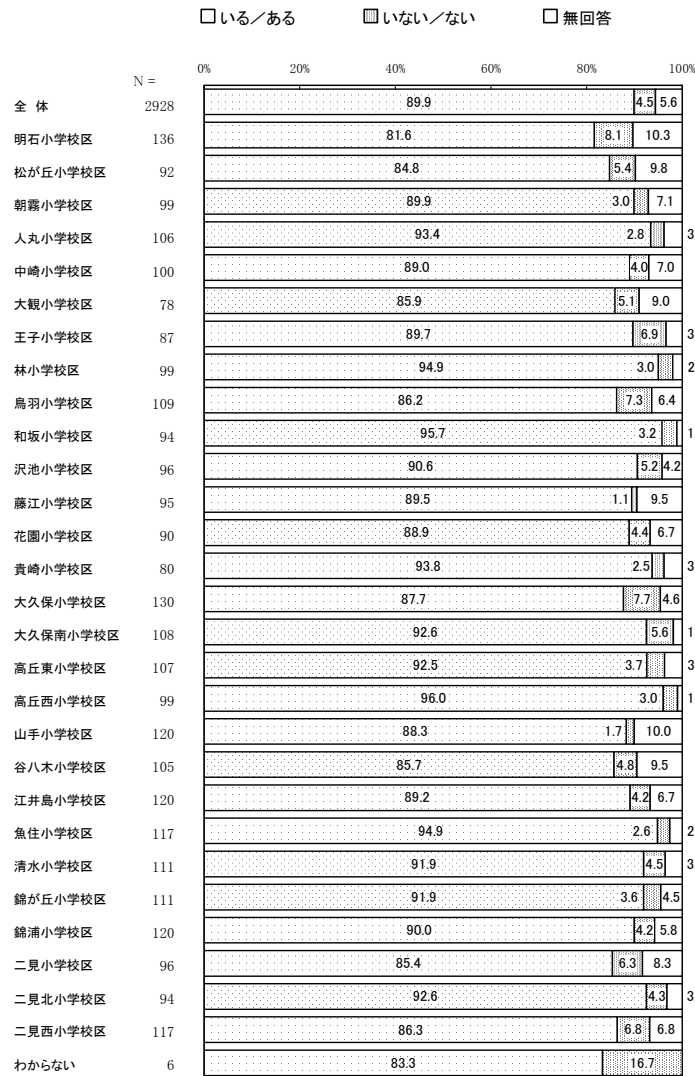 いる／ある いない／ない 無回答
0% 20% 40% 60% 80% 100%
N =
全 体 2928 89.9 4.5 5.6
明石小学校区 136 81.6 8.1 10.3
松が丘小学校区 92 84.8 5.4 9.8
朝霧小学校区 99 89.9 3.0 7.1
人丸小学校区 106 93.4 2.8 3
中崎小学校区 100 89.0 4.0 7.0
大観小学校区 78 85.9 5.1 9.0
王子小学校区 87 89.7 6.9 3
林小学校区 99 94.9 3.0 2
鳥羽小学校区 109 86.2 7.3 6.4
和坂小学校区 94 95.7 3.2 1
沢池小学校区 96 90.6 5.2 4.2
藤江小学校区 95 89.5 1.1 9.5
花園小学校区 90 88.9 4.4 6.7
貴崎小学校区 80 93.8 2.5 3
大久保小学校区 130 87.7 7.7 4.6
大久保南小学校区 108 92.6 5.6 1
高丘東小学校区 107 92.5 3.7 3
高丘西小学校区 99 96.0 3.0 1
山手小学校区 120 88.3 1.7 10.0
谷八木小学校区 105 85.7 4.8 9.5
江井島小学校区 120 89.2 4.2 6.7
魚住小学校区 117 94.9 2.6 2
清水小学校区 111 91.9 4.5 3
錦が丘小学校区 111 91.9 3.6 4.5
錦浦小学校区 120 90.0 4.2 5.8
二見小学校区 96 85.4 6.3 8.3
二見北小学校区 94 92.6 4.3 3
二見西小学校区 117 86.3 6.8 6.8
わからない 6 83.3 16.7